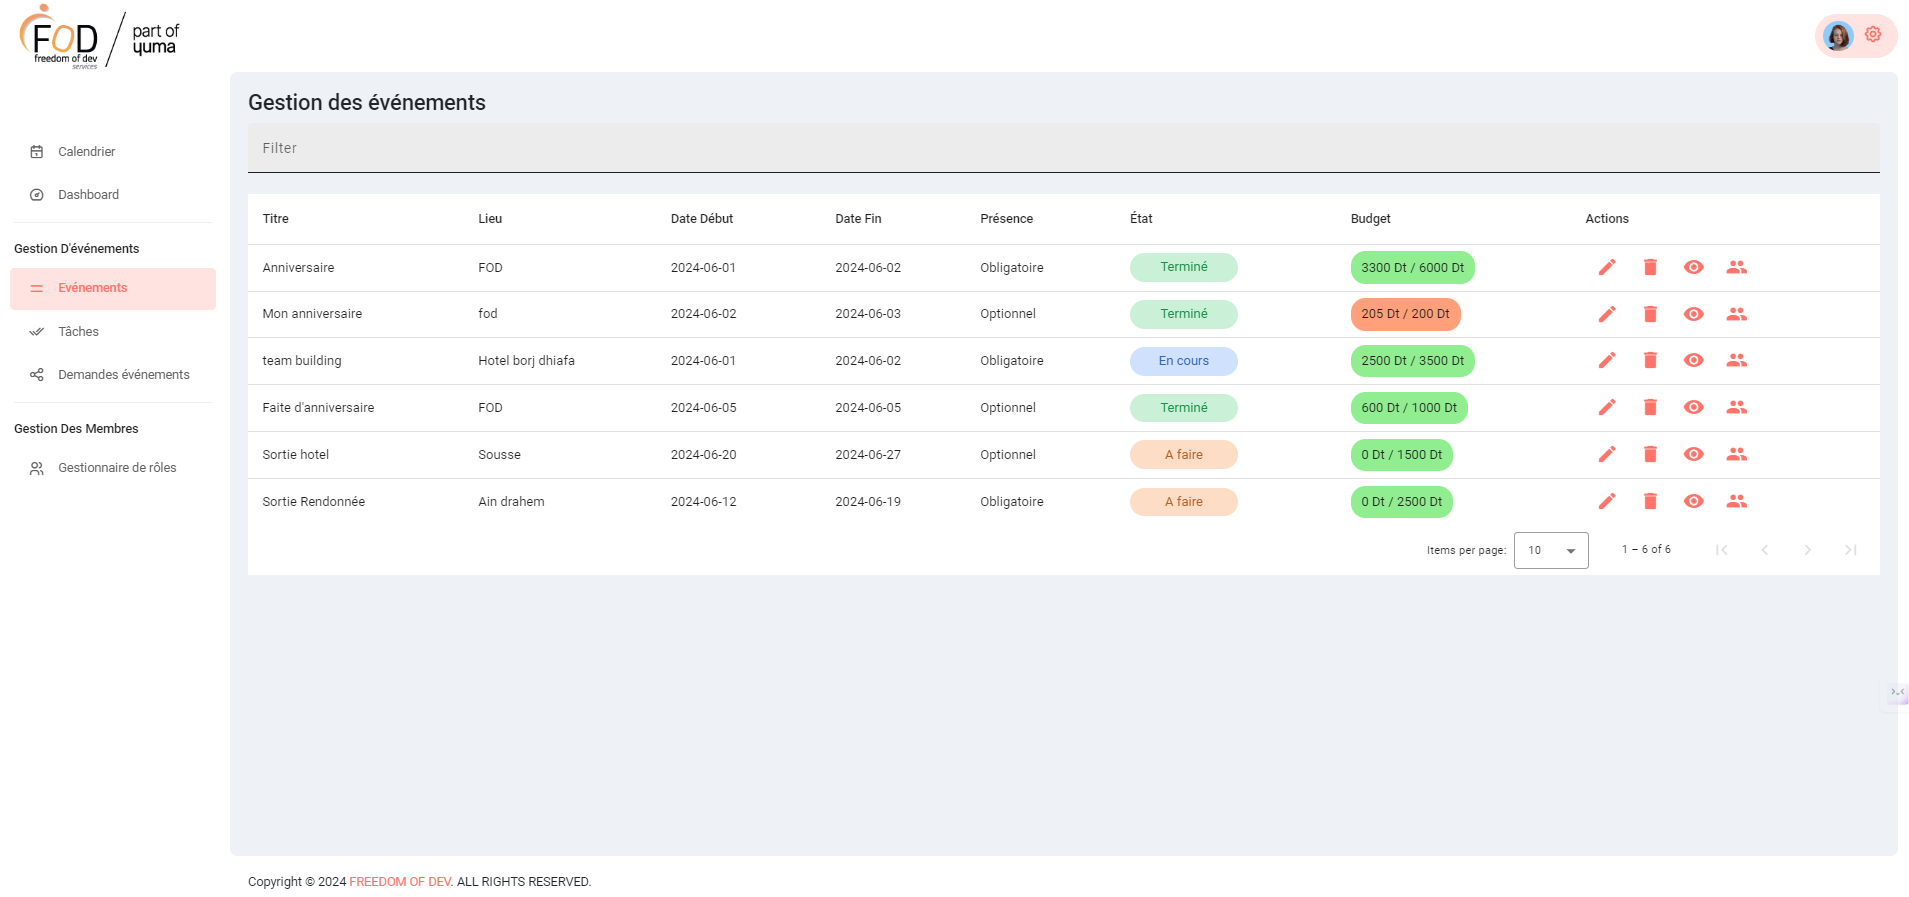 FOD
freedom of dev
services
part of
yuma
Calendrier
Dashboard
Gestion D'événements
Evénements
Tâches
Demandes événements
Gestion Des Membres
Gestionnaire de rôles
Gestion des événements
Filter
Titre Lieu Date Début Date Fin Présence État Budget Actions
Anniversaire FOD 2024-06-01 2024-06-02 Obligatoire Terminé 3300 Dt / 6000 Dt
Mon anniversaire fod 2024-06-02 2024-06-03 Optionnel Terminé 205 Dt / 200 Dt
team building Hotel borj dhiafa 2024-06-01 2024-06-02 Obligatoire En cours 2500 Dt / 3500 Dt
Faite d'anniversaire FOD 2024-06-05 2024-06-05 Optionnel Terminé 600 Dt / 1000 Dt
Sortie hotel Sousse 2024-06-20 2024-06-27 Optionnel A faire 0 Dt / 1500 Dt
Sortie Rendonnée Ain drahem 2024-06-12 2024-06-19 Obligatoire A faire 0 Dt / 2500 Dt
Items per page: 10 1 – 6 of 6
Copyright © 2024 FREEDOM OF DEV. ALL RIGHTS RESERVED.